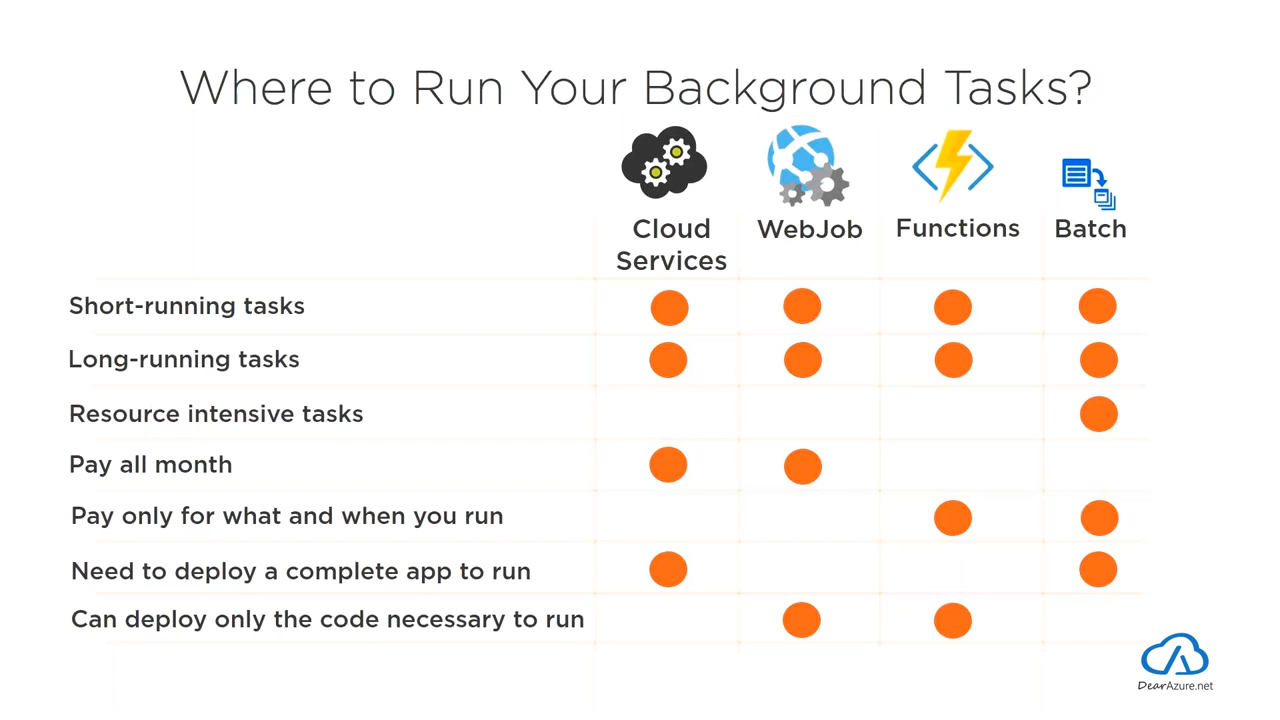 Where to Run Your Background Tasks?
Cloud Services
WebJob
Functions
Batch
Short-running tasks
Long-running tasks
Resource intensive tasks
Pay all month
Pay only for what and when you run
Need to deploy a complete app to run
Can deploy only the code necessary to run
DearAzure.net